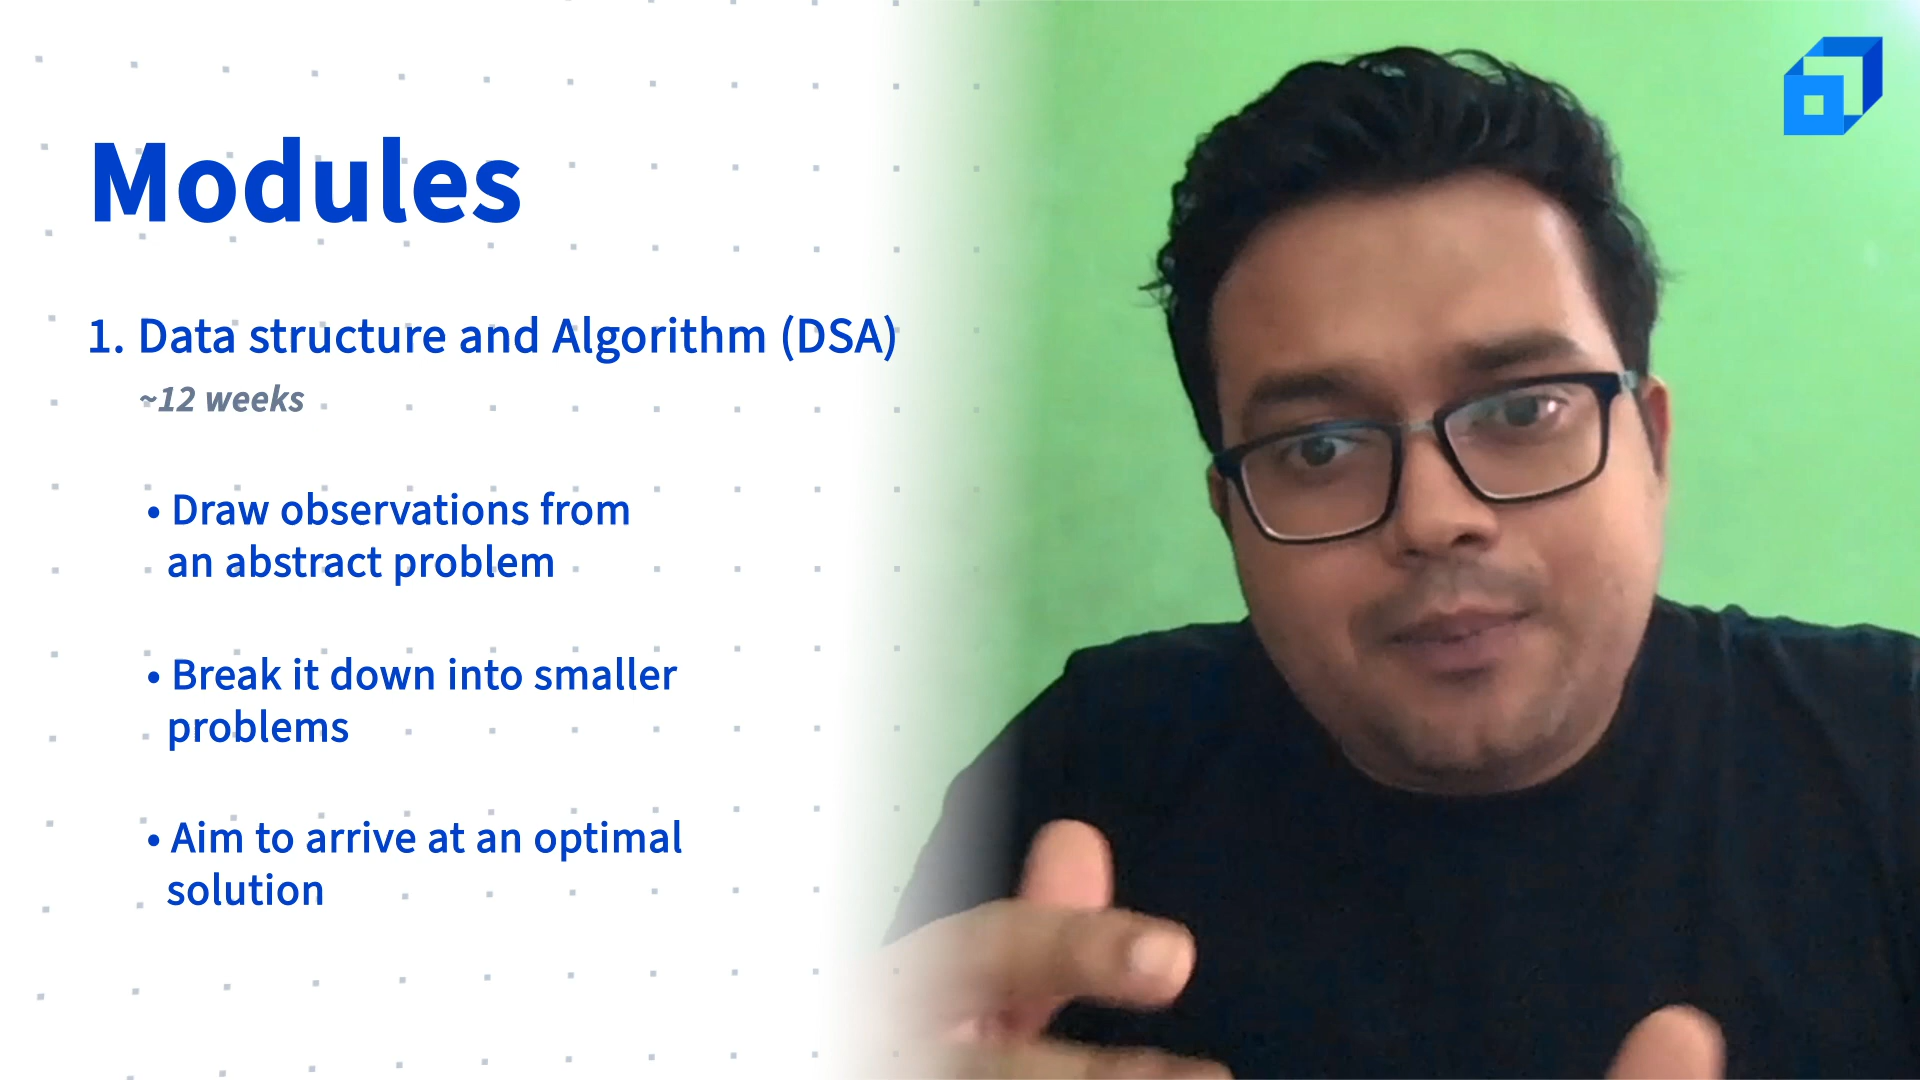 Modules
1. Data structure and Algorithm (DSA)
~12 weeks
• Draw observations from
an abstract problem
• Break it down into smaller
problems
• Aim to arrive at an optimal
solution